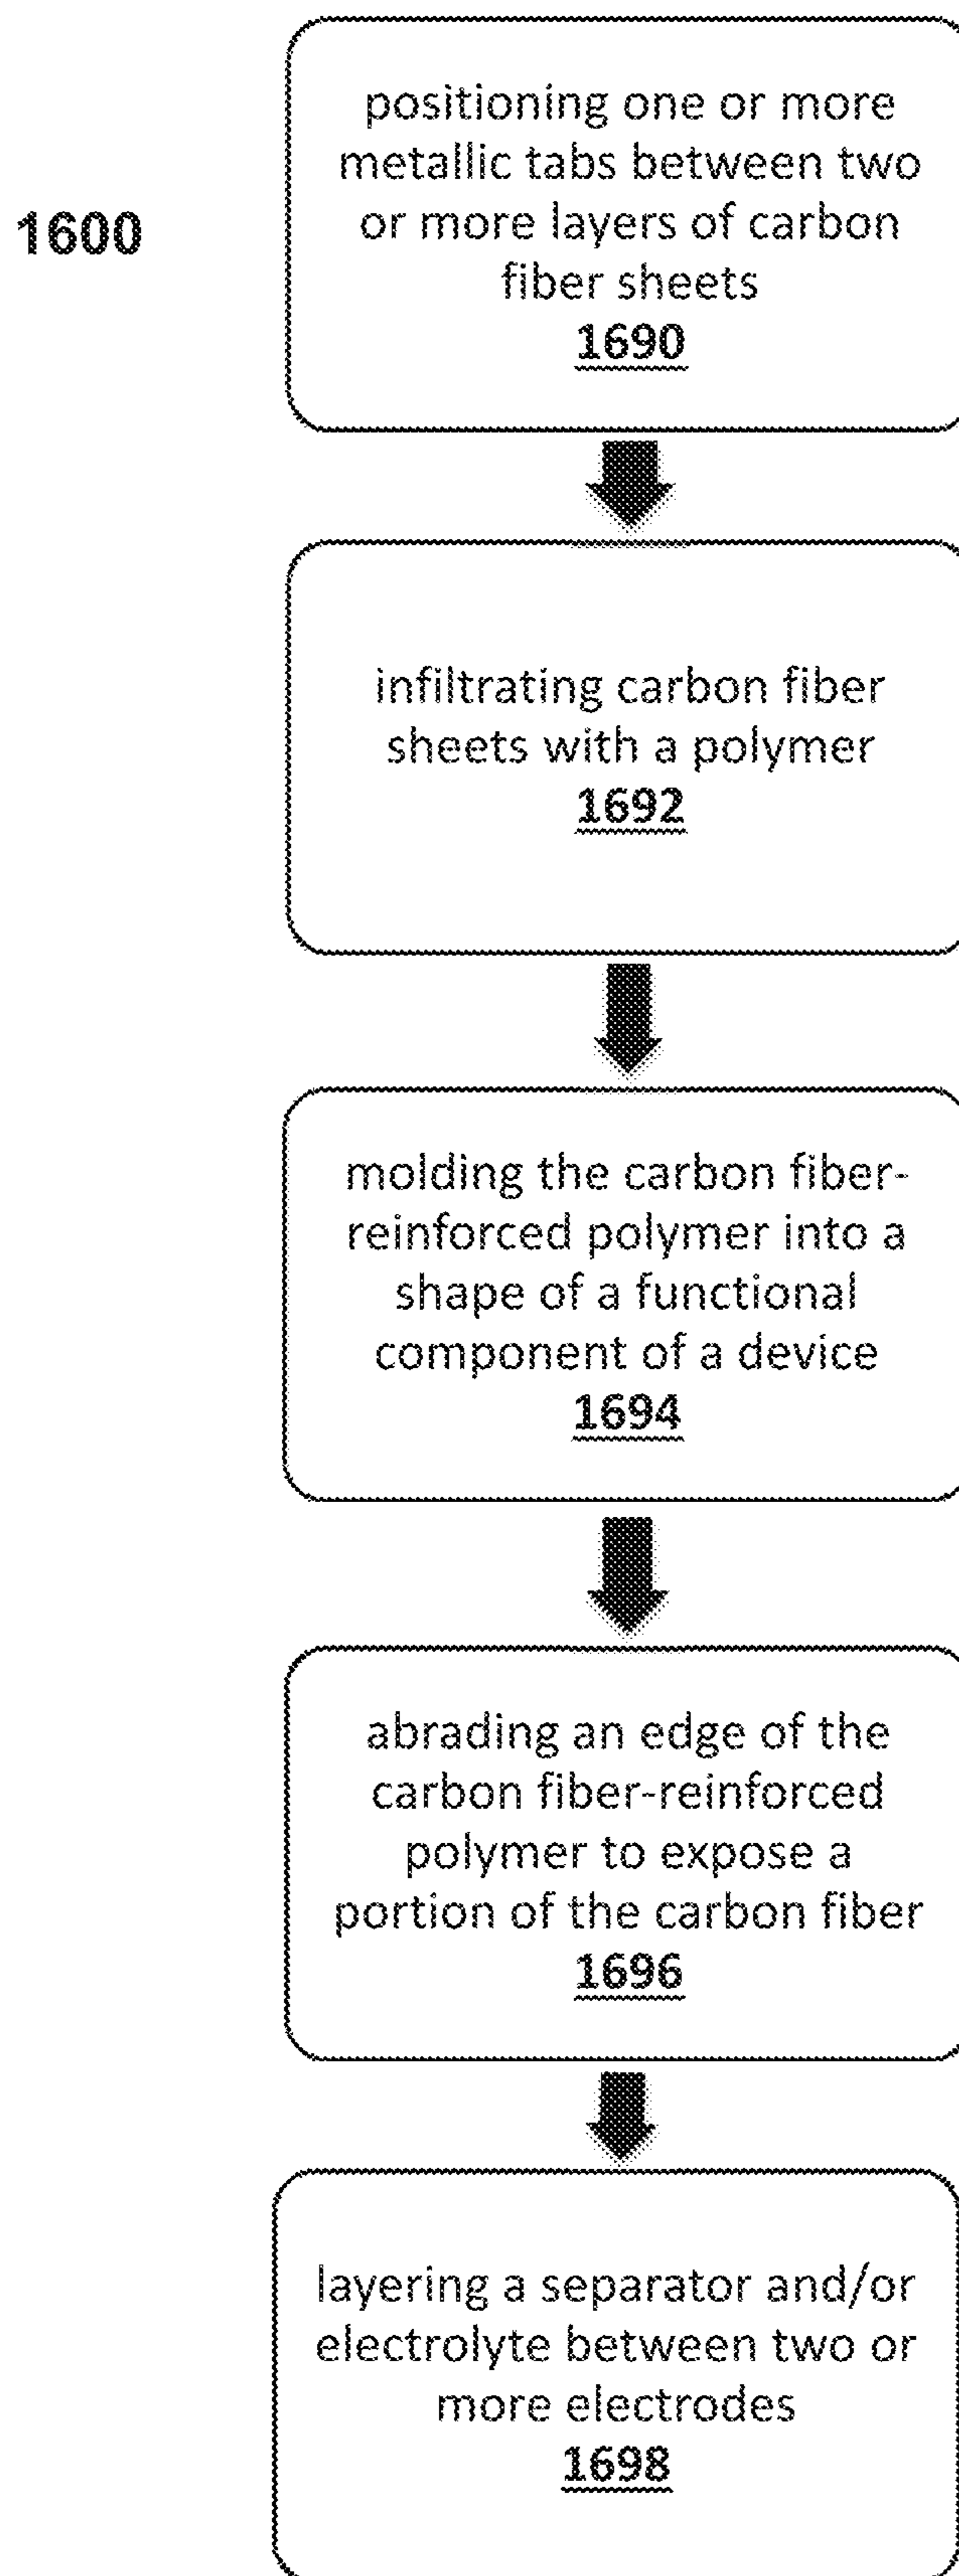 1600
positioning one or more
metallic tabs between two
or more layers of carbon
fiber sheets
1690
infiltrating carbon fiber
sheets with a polymer
1692
molding the carbon fiber-
reinforced polymer into a
shape of a functional
component of a device
1694
abrading an edge of the
carbon fiber-reinforced
polymer to expose a
portion of the carbon fiber
1696
layering a separator and/or
electrolyte between two or
more electrodes
1698